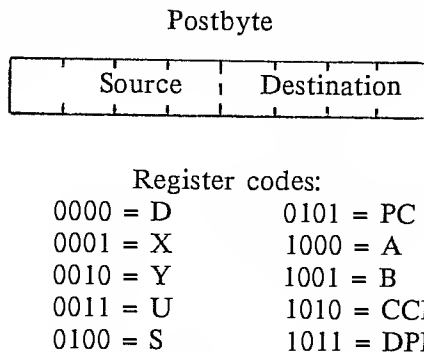 Postbyte
Source Destination
Register codes:
0000 = D 0101 = PC
0001 = X 1000 = A
0010 = Y 1001 = B
0011 = U 1010 = CC
0100 = S 1011 = DP